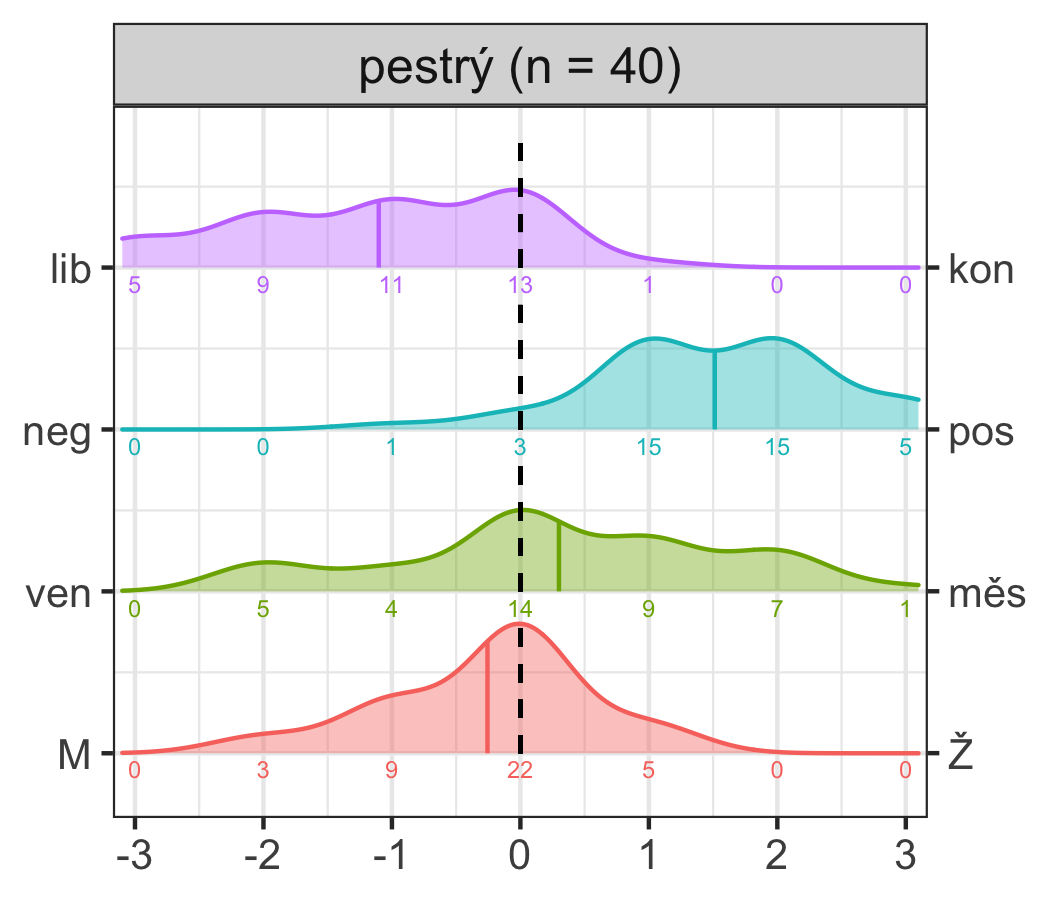 pestrý (n = 40)
lib kon
5 9 11 13 1 0 0
neg pos
0 0 1 3 15 15 5
ven měs
0 5 4 14 9 7 1
M Ž
0 3 9 22 5 0 0
-3 -2 -1 0 1 2 3